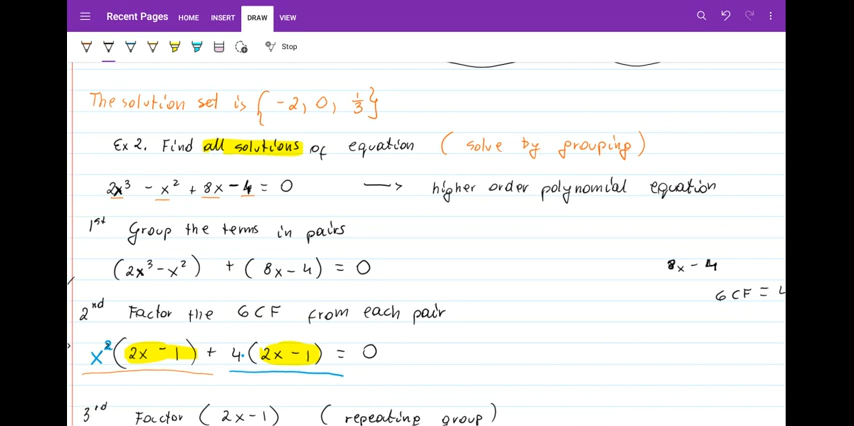 Recent Pages HOME INSERT DRAW VIEW
Stop
The solution set is { -2, 0, 1/3 }
Ex 2. Find all solutions of equation ( solve by grouping )
2x³ - x² + 8x - 4 = 0 → higher order polynomial equation
1st Group the terms in pairs
(2x³ - x²) + (8x - 4) = 0
8x - 4
GCF = 4
2nd Factor the GCF from each pair
x² (2x - 1) + 4·(2x - 1) = 0
3rd Factor (2x - 1) ( repeating group )